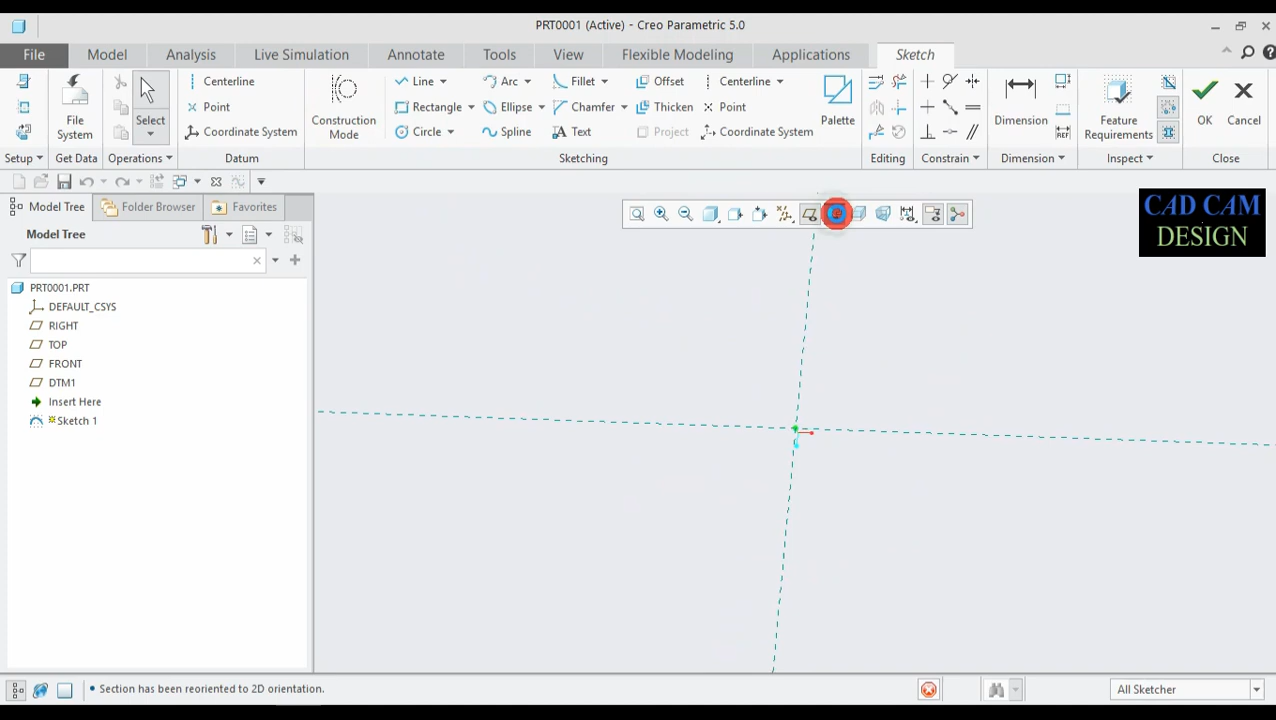 PRT0001 (Active) - Creo Parametric 5.0
File Model Analysis Live Simulation Annotate Tools View Flexible Modeling Applications Sketch
Centerline Line Arc Fillet Offset Centerline
File System Select Point Construction Mode Rectangle Ellipse Chamfer Thicken Point Palette Dimension Feature Requirements OK Cancel
Coordinate System Circle Spline Text Project Coordinate System
Setup Get Data Operations Datum Sketching Editing Constrain Dimension Inspect Close
REF
Model Tree Folder Browser Favorites
CAD CAM
DESIGN
Model Tree
PRT0001.PRT
DEFAULT_CSYS
RIGHT
TOP
FRONT
DTM1
Insert Here
Sketch 1
• Section has been reoriented to 2D orientation.
All Sketcher